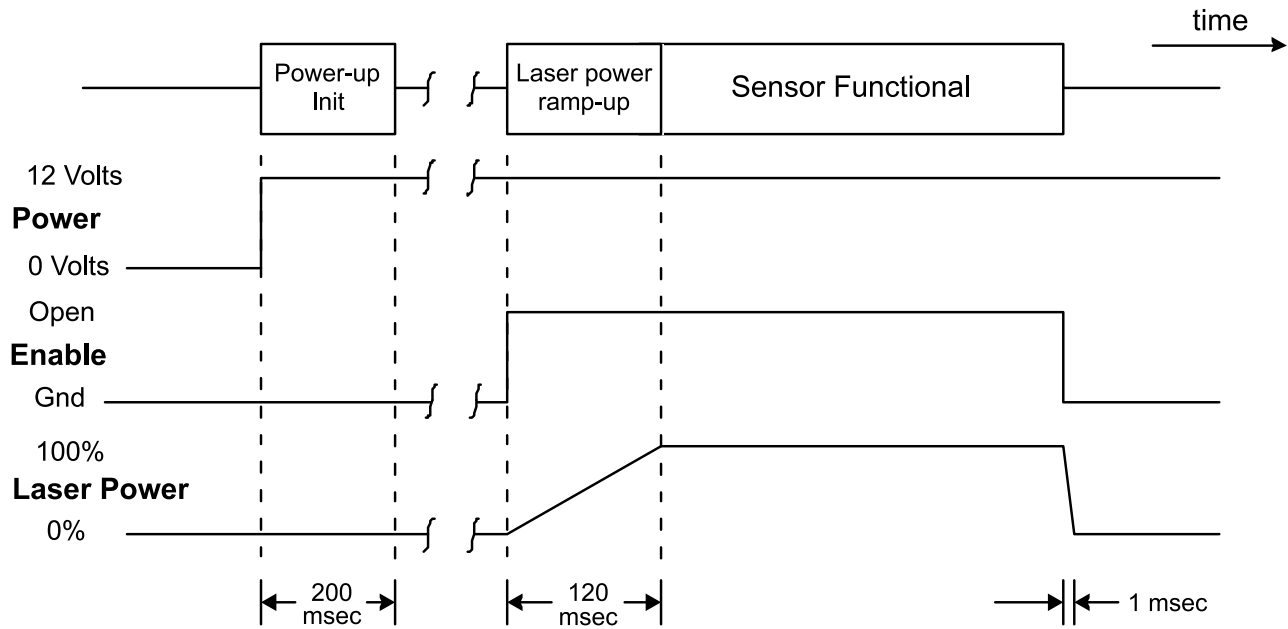 time
Power-up
Init
Laser power
ramp-up
Sensor Functional
12 Volts
Power
0 Volts
Open
Enable
Gnd
100%
Laser Power
0%
200
msec
120
msec
1 msec